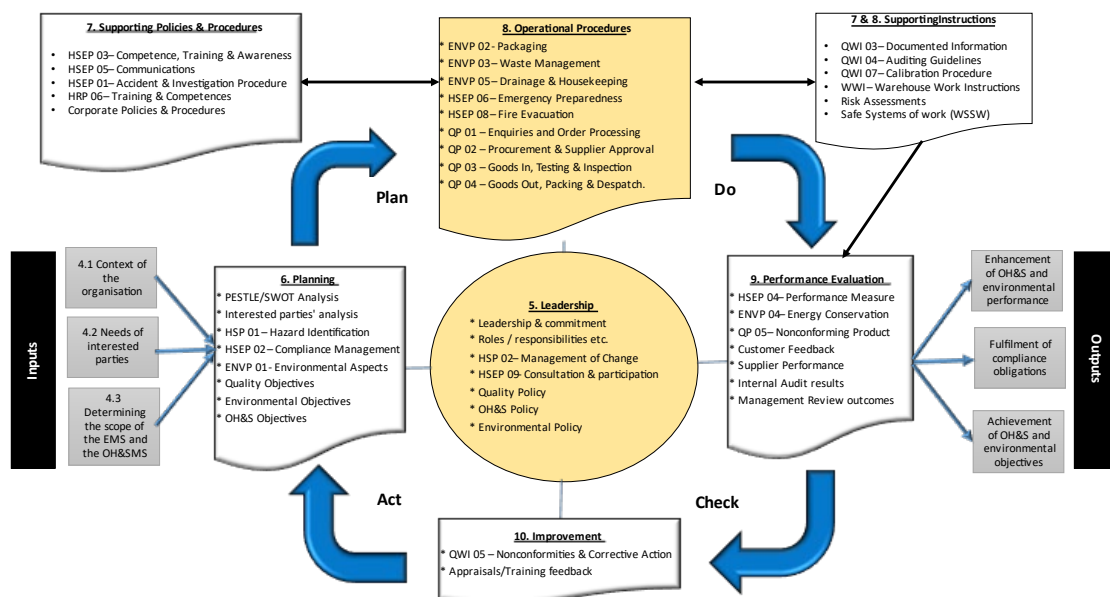 7. Supporting Policies & Procedures
• HSEP 03– Competence, Training & Awareness
• HSEP 05– Communications
• HSEP 01– Accident & Investigation Procedure
• HRP 06– Training & Competences
• Corporate Policies & Procedures
8. Operational Procedures
* ENVP 02- Packaging
* ENVP 03– Waste Management
* ENVP 05– Drainage & Housekeeping
* HSEP 06– Emergency Preparedness
* HSEP 08– Fire Evacuation
* QP 01 – Enquiries and Order Processing
* QP 02 – Procurement & Supplier Approval
* QP 03 – Goods In, Testing & Inspection
* QP 04 – Goods Out, Packing & Despatch.
7 & 8. SupportingInstructions
• QWI 03– Documented Information
• QWI 04– Auditing Guidelines
• QWI 07– Calibration Procedure
• WWI– Warehouse Work Instructions
• Risk Assessments
• Safe Systems of work (WSSW)
Plan
Do
Inputs
4.1 Context of
the
organisation
4.2 Needs of
interested
parties
4.3
Determining
the scope of
the EMS and
the OH&SMS
6. Planning
* PESTLE/SWOT Analysis
* Interested parties' analysis
* HSP 01– Hazard Identification
* HSEP 02– Compliance Management
* ENVP 01- Environmental Aspects
* Quality Objectives
* Environmental Objectives
* OH&S Objectives
5. Leadership
* Leadership & commitment
* Roles / responsibilities etc.
* HSP 02– Management of Change
* HSEP 09- Consultation & participation
* Quality Policy
* OH&S Policy
* Environmental Policy
9. Performance Evaluation
* HSEP 04– Performance Measure
* ENVP 04– Energy Conservation
* QP 05– Nonconforming Product
* Customer Feedback
* Supplier Performance
* Internal Audit results
* Management Review outcomes
Enhancement
of OH&S and
environmental
performance
Fulfilment of
compliance
obligations
Achievement
of OH&S and
environmental
objectives
Outputs
Act
Check
10. Improvement
* QWI 05 – Nonconformities & Corrective Action
* Appraisals/Training feedback